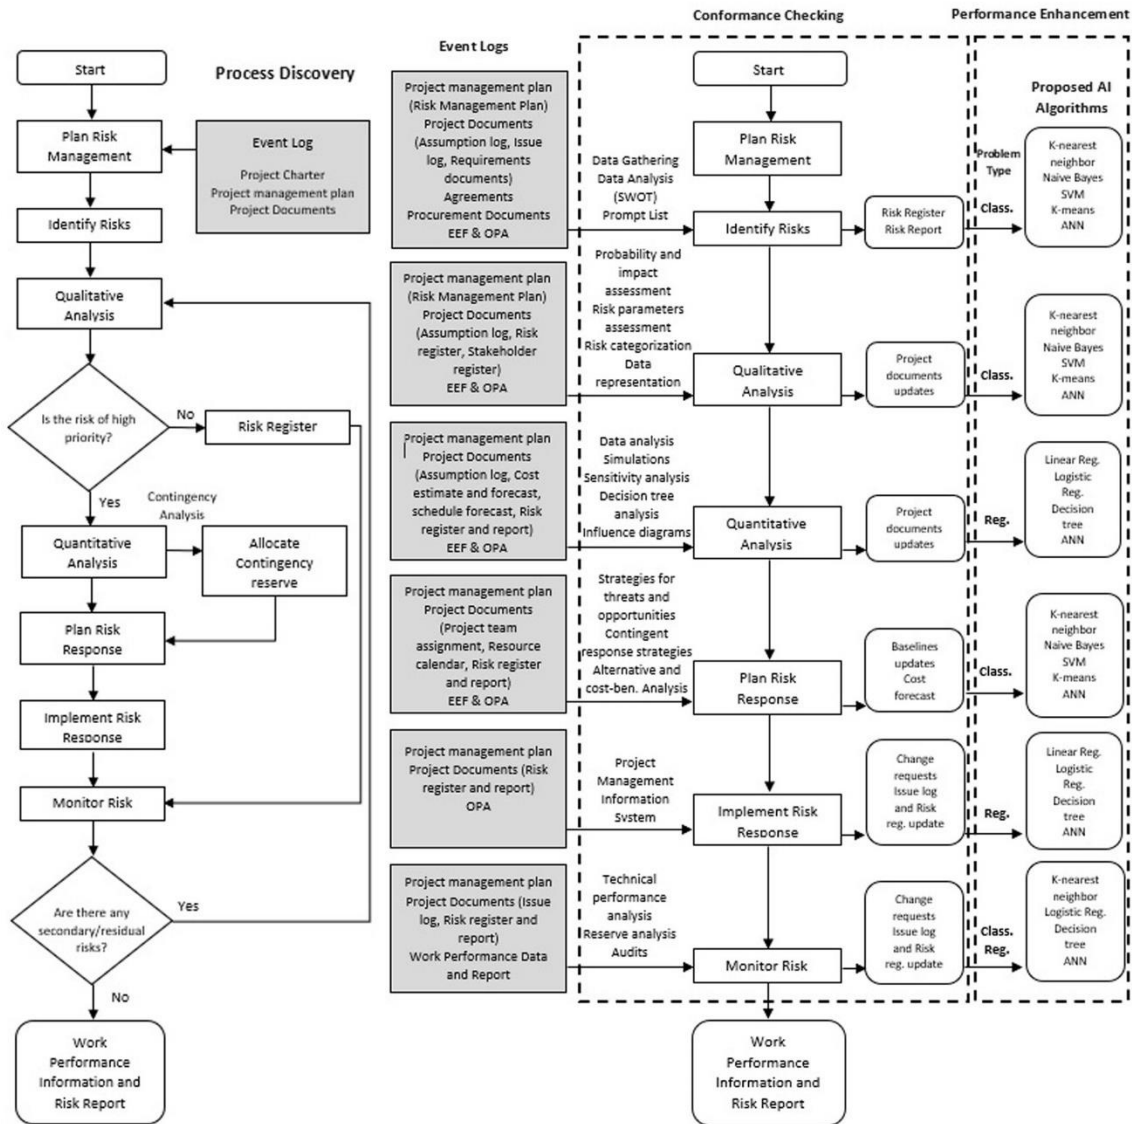 Process Discovery
Start
Plan Risk
Management
Event Log
Project Charter
Project management plan
Project Documents
Identify Risks
Qualitative
Analysis
Is the risk of high
priority?
No
Risk Register
Yes
Contingency
Analysis
Quantitative
Analysis
Allocate
Contingency
reserve
Plan Risk
Response
Implement Risk
Response
Monitor Risk
Are there any
secondary/residual
risks?
Yes
No
Work
Performance
Information and
Risk Report
Event Logs
Project management plan
(Risk Management Plan)
Project Documents
(Assumption log, Issue
log, Requirements
documents)
Agreements
Procurement Documents
EEF & OPA
Project management plan
(Risk Management Plan)
Project Documents
(Assumption log, Risk
register, Stakeholder
register)
EEF & OPA
Project management plan
Project Documents
(Assumption log, Cost
estimate and forecast,
schedule forecast, Risk
register and report)
EEF & OPA
Project management plan
Project Documents
(Project team
assignment, Resource
calendar, Risk register
and report)
EEF & OPA
Project management plan
Project Documents (Risk
register and report)
OPA
Project management plan
Project Documents (Issue
log, Risk register and
report)
Work Performance Data
and Report
Conformance Checking
Start
Plan Risk
Management
Data Gathering
Data Analysis
(SWOT)
Prompt List
Identify Risks
Risk Register
Risk Report
Probability and
impact
assessment
Risk parameters
assessment
Risk categorization
Data
representation
Qualitative
Analysis
Project
documents
updates
Data analysis
Simulations
Sensitivity analysis
Decision tree
analysis
Influence diagrams
Quantitative
Analysis
Project
documents
updates
Strategies for
threats and
opportunities
Contingent
response strategies
Alternative and
cost-ben. Analysis
Plan Risk
Response
Baselines
updates
Cost
forecast
Project
Management
Information
System
Implement Risk
Response
Change
requests
Issue log
and Risk
reg. update
Technical
performance
analysis
Reserve analysis
Audits
Monitor Risk
Change
requests
Issue log
and Risk
reg. update
Work
Performance
Information and
Risk Report
Performance Enhancement
Proposed AI
Algorithms
Problem
Type
Class.
K-nearest
neighbor
Naive Bayes
SVM
K-means
ANN
Class.
K-nearest
neighbor
Naive Bayes
SVM
K-means
ANN
Reg.
Linear Reg.
Logistic
Reg.
Decision
tree
ANN
Class.
K-nearest
neighbor
Naive Bayes
SVM
K-means
ANN
Reg.
Linear Reg.
Logistic
Reg.
Decision
tree
ANN
Class.
Reg.
K-nearest
neighbor
Logistic Reg.
Decision
tree
ANN